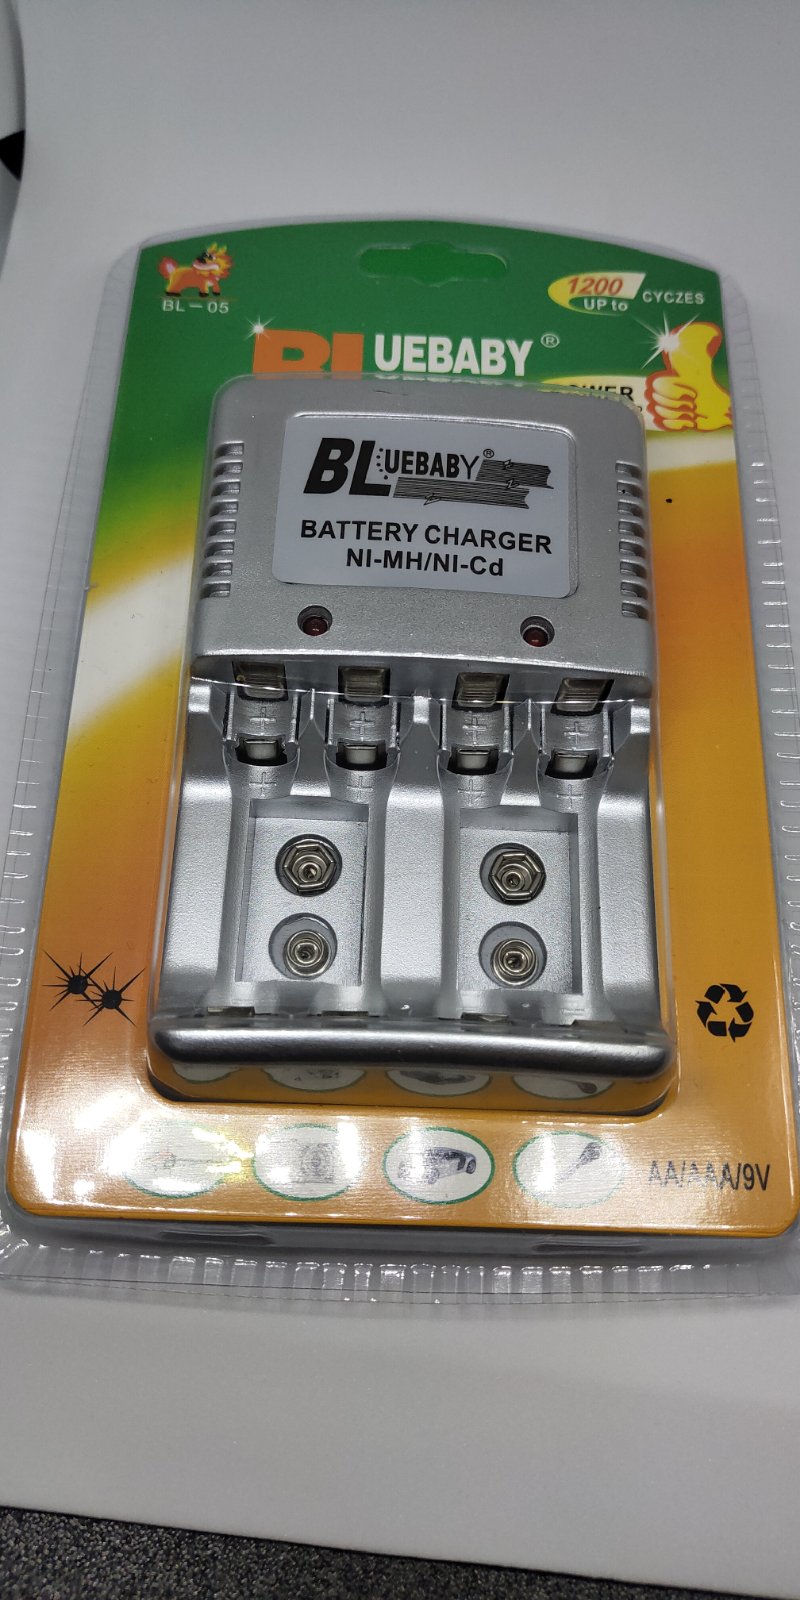 BL-05
1200
UP to
CYCZES
BLUEBABY®
BLUEBABY®
BATTERY CHARGER
NI-MH/NI-Cd
+ + + +
+ + + +
AA/AAA/9V